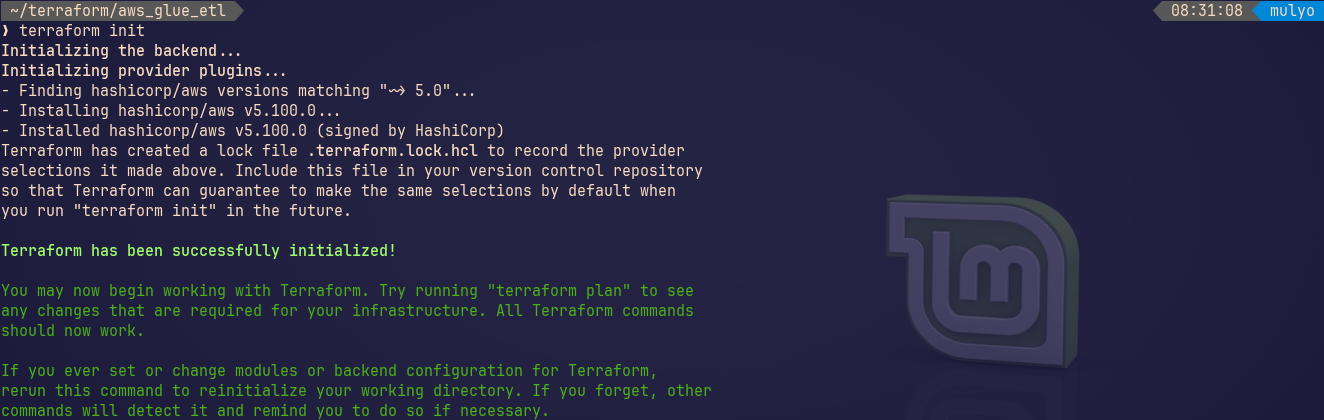 ~/terraform/aws_glue_etl 08:31:08 mulyo
❱ terraform init
Initializing the backend...
Initializing provider plugins...
- Finding hashicorp/aws versions matching "~> 5.0"...
- Installing hashicorp/aws v5.100.0...
- Installed hashicorp/aws v5.100.0 (signed by HashiCorp)
Terraform has created a lock file .terraform.lock.hcl to record the provider
selections it made above. Include this file in your version control repository
so that Terraform can guarantee to make the same selections by default when
you run "terraform init" in the future.
Terraform has been successfully initialized!
You may now begin working with Terraform. Try running "terraform plan" to see
any changes that are required for your infrastructure. All Terraform commands
should now work.
If you ever set or change modules or backend configuration for Terraform,
rerun this command to reinitialize your working directory. If you forget, other
commands will detect it and remind you to do so if necessary.